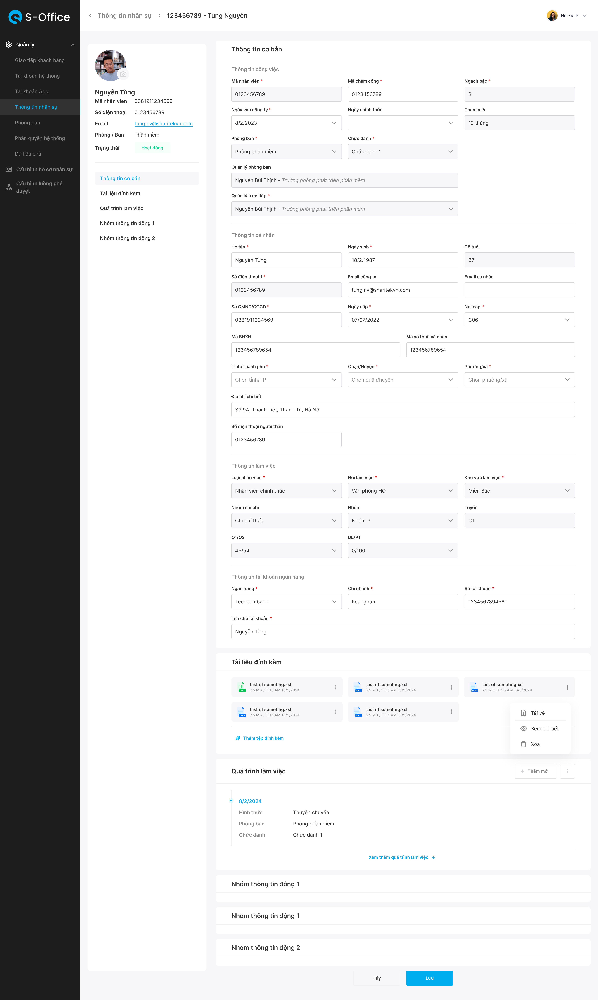 S-Office
Quản lý
Giao tiếp khách hàng
Tài khoản hệ thống
Tài khoản App
Thông tin nhân sự
Phòng ban
Phân quyền hệ thống
Dữ liệu chủ
Cấu hình hồ sơ nhân sự
Cấu hình luồng phê
duyệt
Thông tin nhân sự
123456789 - Tùng Nguyễn
Helena P
Nguyễn Tùng
Mã nhân viên 0381911234569
Số điện thoại 0123456789
Email tung.nv@sharitekvn.com
Phòng / Ban Phần mềm
Trạng thái Hoạt động
Thông tin cơ bản
Tài liệu đính kèm
Quá trình làm việc
Nhóm thông tin động 1
Nhóm thông tin động 2
Thông tin cơ bản
Thông tin công việc
Mã nhân viên * Mã chấm công * Ngạch bậc *
0123456789 0123456789 3
Ngày vào công ty * Ngày chính thức Thâm niên
8/2/2023 12 tháng
Phòng ban * Chức danh *
Phòng phần mềm Chức danh 1
Quản lý phòng ban
Nguyễn Bùi Thịnh - Trưởng phòng phát triển phần mềm
Quản lý trực tiếp *
Nguyễn Bùi Thịnh - Trưởng phòng phát triển phần mềm
Thông tin cá nhân
Họ tên * Ngày sinh * Độ tuổi
Nguyễn Tùng 18/2/1987 37
Số điện thoại 1 * Email công ty Email cá nhân
0123456789 tung.nv@sharitekvn.com
Số CMND/CCCD * Ngày cấp * Nơi cấp *
0381911234569 07/07/2022 C06
Mã BHXH Mã số thuế cá nhân
123456789654 123456789654
Tỉnh/Thành phố * Quận/Huyện * Phường/xã *
Chọn tỉnh/TP Chọn quận/huyện Chọn phường/xã
Địa chỉ chi tiết
Số 9A, Thanh Liệt, Thanh Trì, Hà Nội
Số điện thoại người thân
0123456789
Thông tin làm việc
Loại nhân viên * Nơi làm việc * Khu vực làm việc *
Nhân viên chính thức Văn phòng HO Miền Bắc
Nhóm chi phí Nhóm Tuyến
Chi phí thấp Nhóm P GT
Q1/Q2 DL/PT
46/54 0/100
Thông tin tài khoản ngân hàng
Ngân hàng * Chi nhánh * Số tài khoản *
Techcombank Keangnam 1234567894561
Tên chủ tài khoản *
Nguyễn Tùng
Tài liệu đính kèm
List of someting.xsl List of someting.xsl List of someting.xsl
.XSL 7.5 MB , 11:15 AM 13/5/2024 .DOCX 7.5 MB , 11:15 AM 13/5/2024 .DOCX 7.5 MB , 11:15 AM 13/5/2024
List of someting.xsl List of someting.xsl
.DOCX 7.5 MB , 11:15 AM 13/5/2024 .DOCX 7.5 MB , 11:15 AM 13/5/2024
Tải về
Xem chi tiết
Xóa
Thêm tệp đính kèm
Quá trình làm việc
Thêm mới
8/2/2024
Hình thức Thuyên chuyển
Phòng ban Phòng phần mềm
Chức danh Chức danh 1
Xem thêm quá trình làm việc
Nhóm thông tin động 1
Nhóm thông tin động 1
Nhóm thông tin động 2
Hủy Lưu